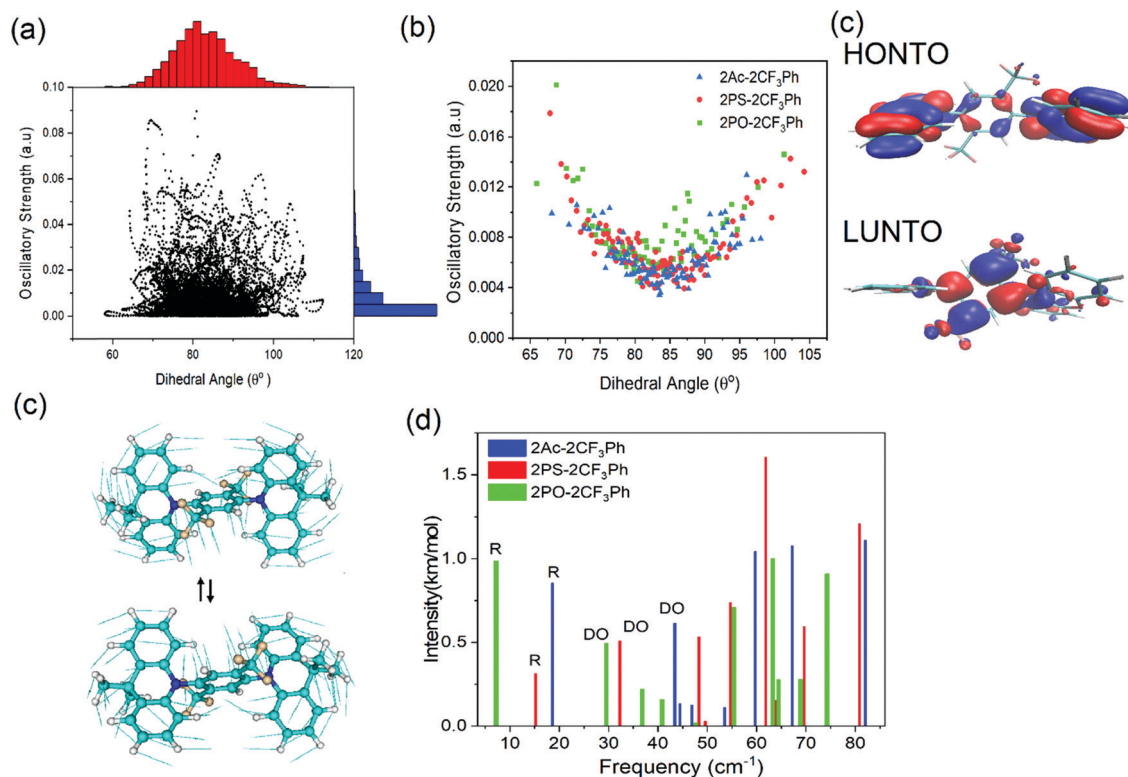 (a)
0.10
0.08
0.06
0.04
0.02
0.00
Oscillatory Strength (a.u)
60
80
100
120
Dihedral Angle (θ°)
(b)
0.020
0.016
0.012
0.008
0.004
0.000
Oscillatory Strength (a.u)
2Ac-2CF₃Ph
2PS-2CF₃Ph
2PO-2CF₃Ph
65 70 75 80 85 90 95 100 105
Dihedral Angle (θ°)
(c)
HONTO
LUNTO
(c)
(d)
2Ac-2CF₃Ph
2PS-2CF₃Ph
2PO-2CF₃Ph
1.5
1.0
0.5
0.0
Intensity(km/mol)
R
R
R
DO
DO
DO
10 20 30 40 50 60 70 80
Frequency (cm⁻¹)